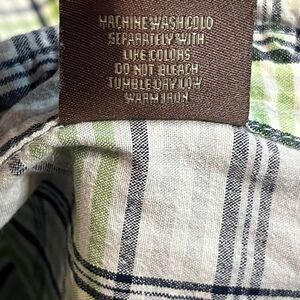 MACHINE WASH COLD
SEPARATELY WITH
LIKE COLORS
DO NOT BLEACH
TUMBLE DRY LOW
WARM IRON